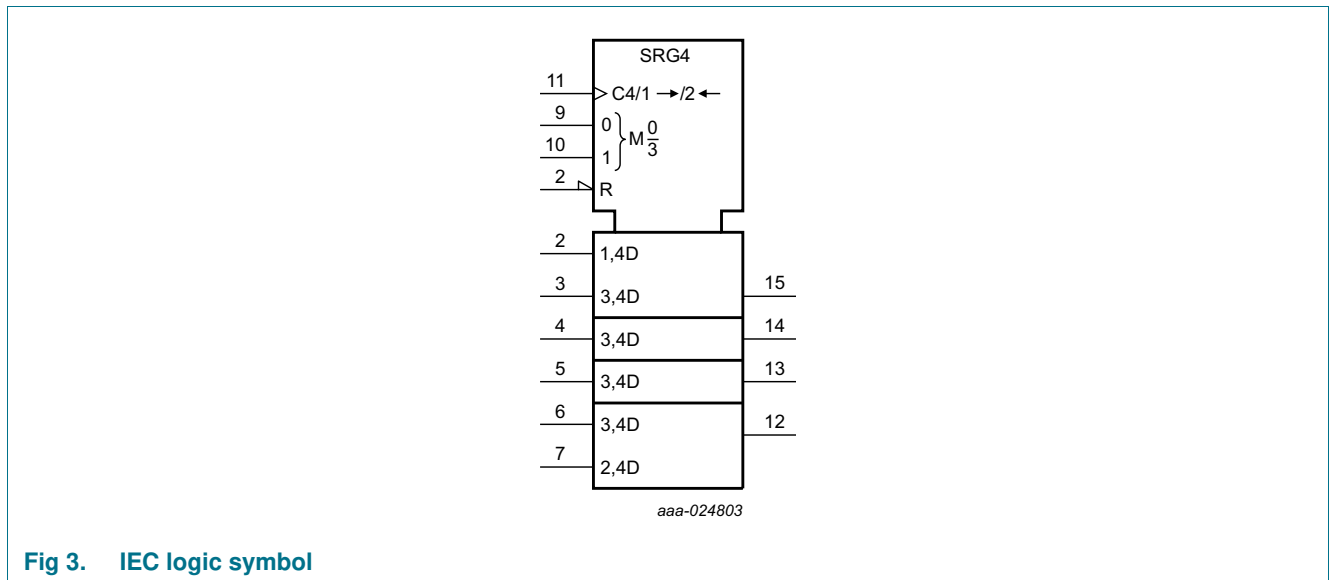 SRG4
11 C4/1 →/2 ←
9 0 } M 0/3
10 1
2 R
2 1,4D
3 3,4D 15
4 3,4D 14
5 3,4D 13
6 3,4D 12
7 2,4D
aaa-024803
Fig 3. IEC logic symbol